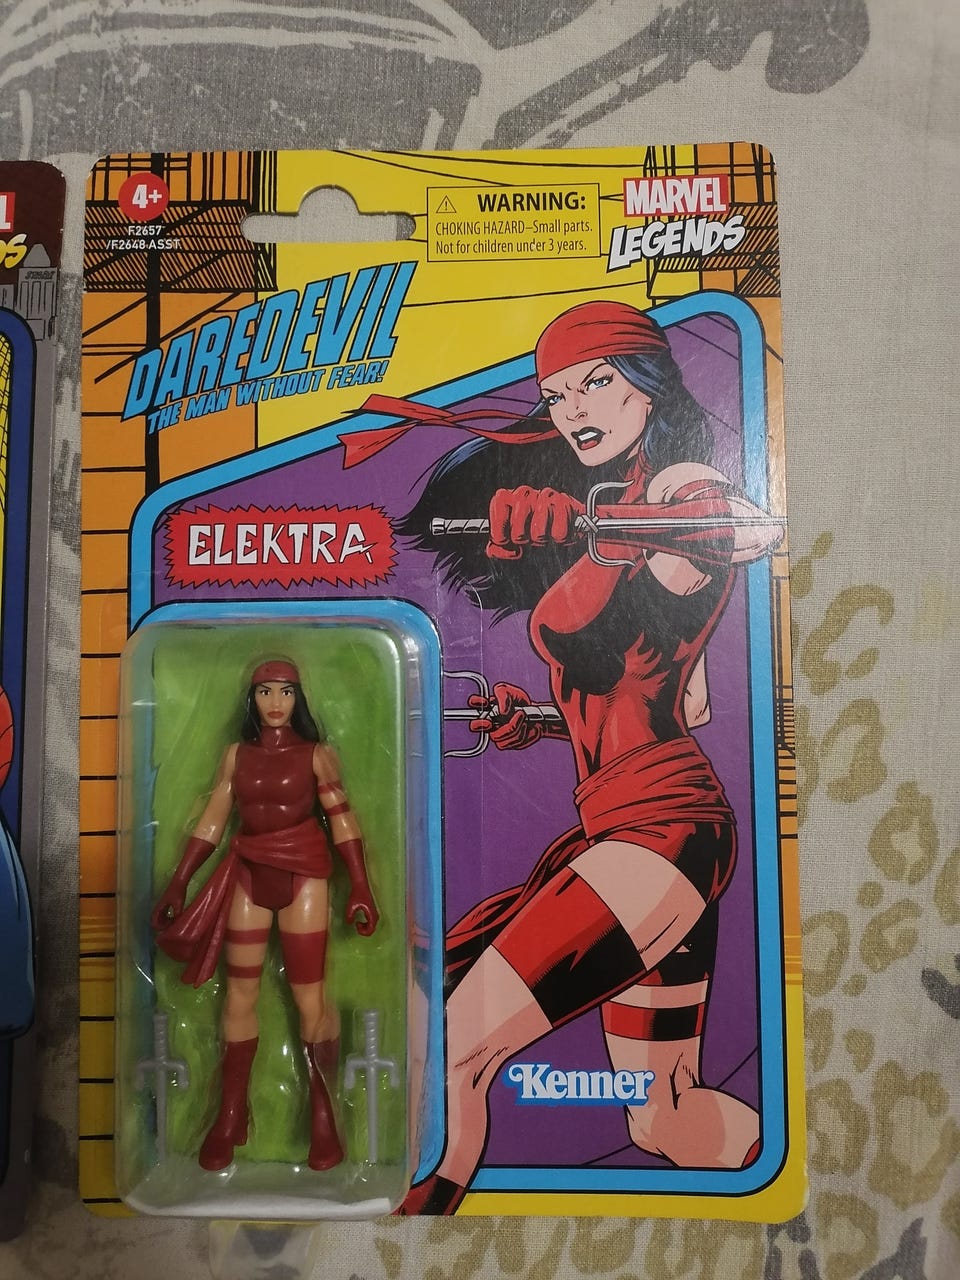 4+
F2657
/F2648 ASST
WARNING:
CHOKING HAZARD–Small parts.
Not for children under 3 years.
MARVEL
LEGENDS
DAREDEVIL
THE MAN WITHOUT FEAR!
ELEKTRA
Kenner